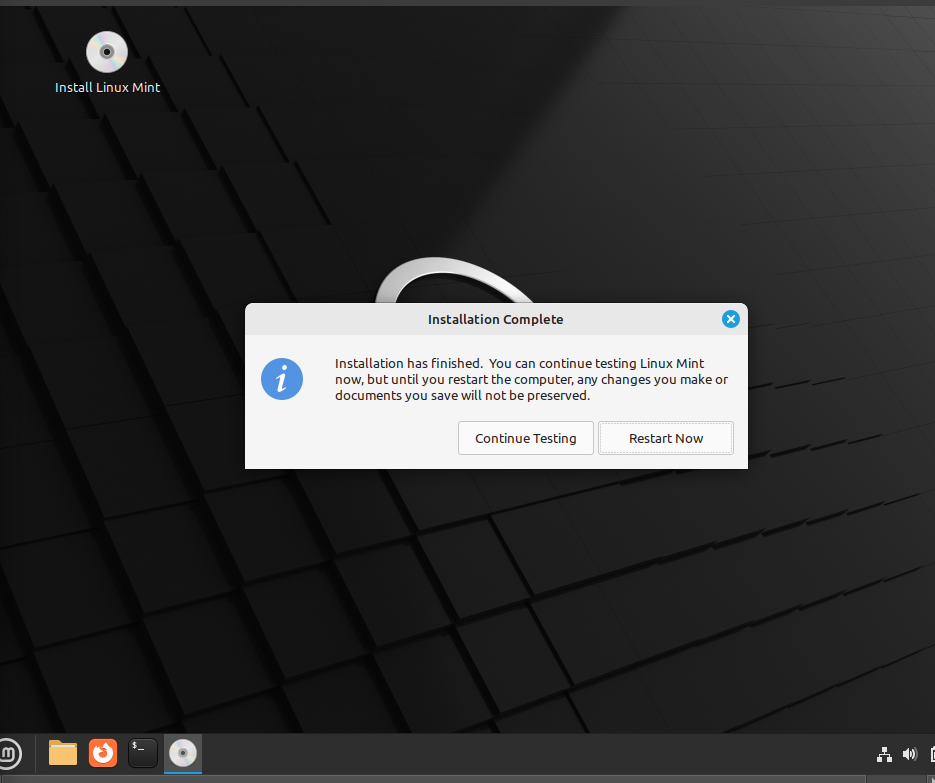 Install Linux Mint
Installation Complete
Installation has finished. You can continue testing Linux Mint
now, but until you restart the computer, any changes you make or
documents you save will not be preserved.
Continue Testing
Restart Now
$_